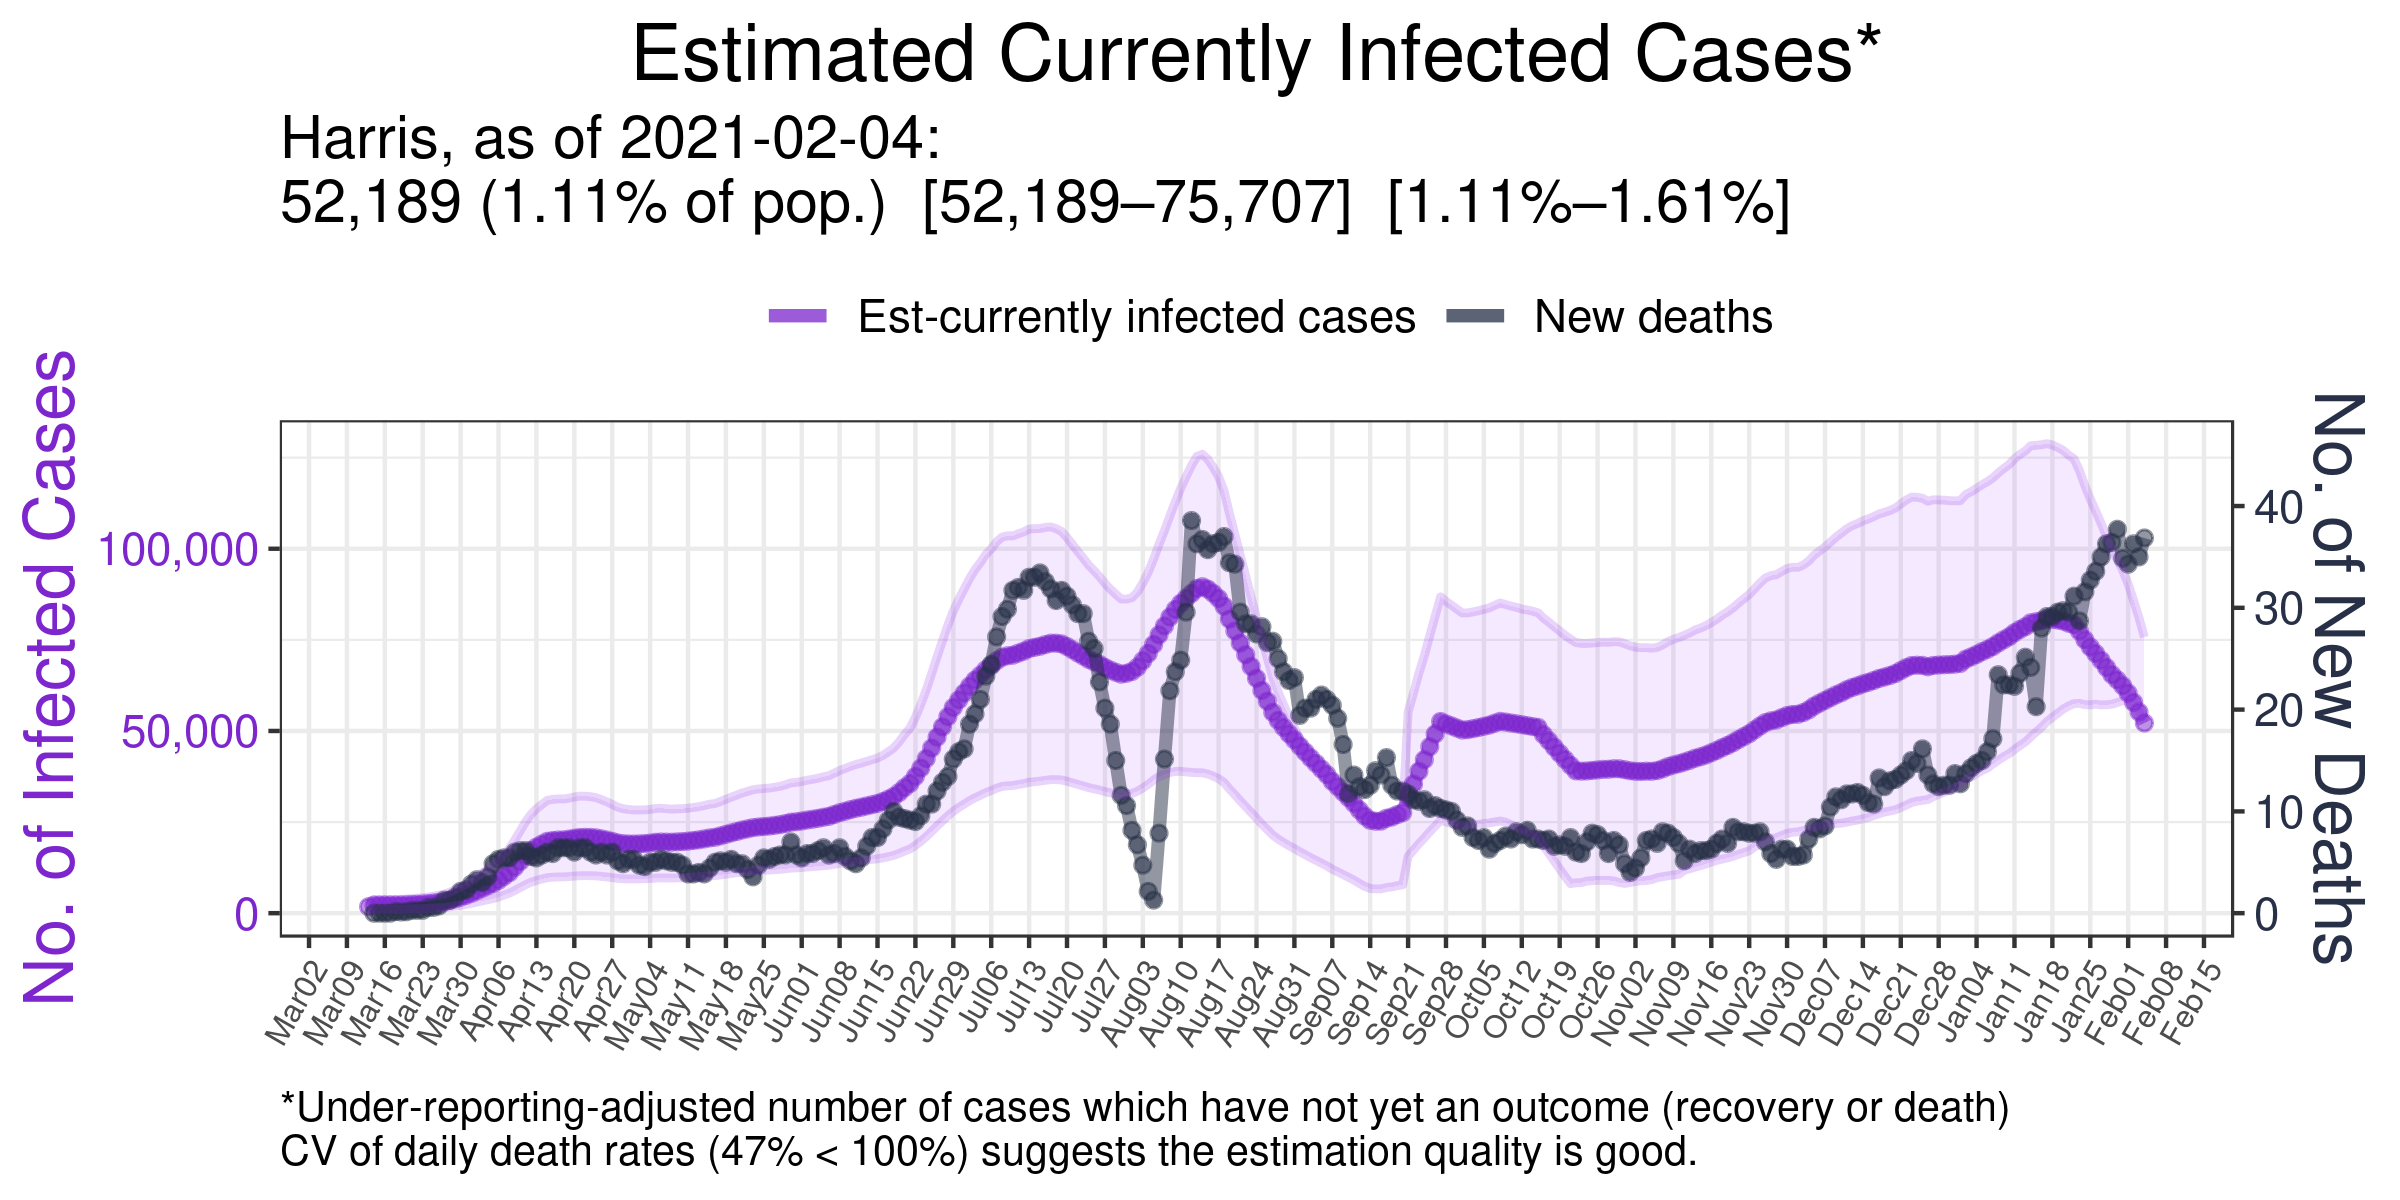 Estimated Currently Infected Cases*
Harris, as of 2021-02-04:
52,189 (1.11% of pop.) [52,189–75,707] [1.11%–1.61%]
Est-currently infected cases
New deaths
No. of Infected Cases
100,000
50,000
0
No. of New Deaths
40
30
20
10
0
Mar02
Mar09
Mar16
Mar23
Mar30
Apr06
Apr13
Apr20
Apr27
May04
May11
May18
May25
Jun01
Jun08
Jun15
Jun22
Jun29
Jul06
Jul13
Jul20
Jul27
Aug03
Aug10
Aug17
Aug24
Aug31
Sep07
Sep14
Sep21
Sep28
Oct05
Oct12
Oct19
Oct26
Nov02
Nov09
Nov16
Nov23
Nov30
Dec07
Dec14
Dec21
Dec28
Jan04
Jan11
Jan18
Jan25
Feb01
Feb08
Feb15
*Under-reporting-adjusted number of cases which have not yet an outcome (recovery or death)
CV of daily death rates (47% < 100%) suggests the estimation quality is good.